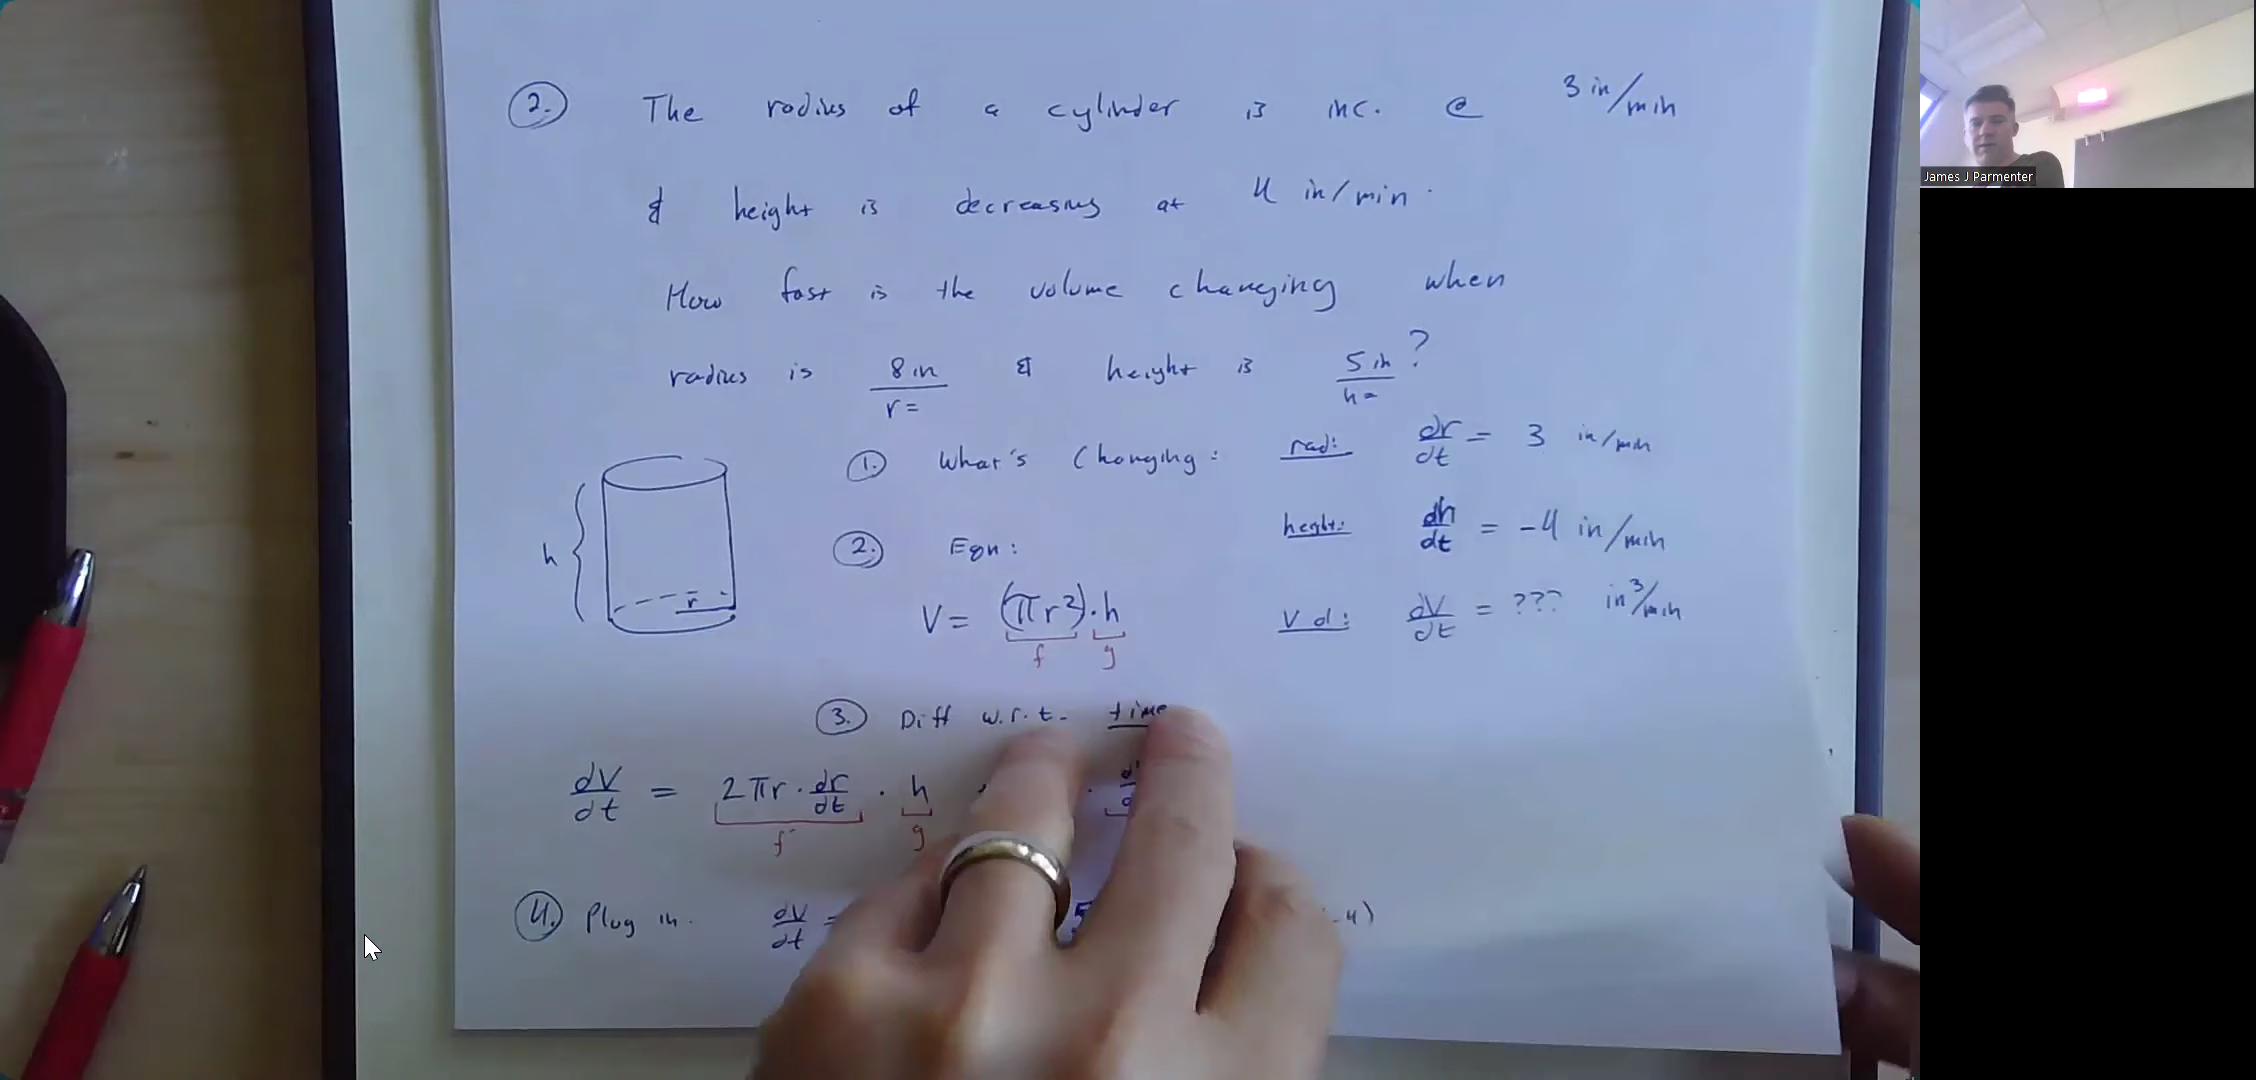 2. The radius of a cylinder is inc. @ 3 in/min
& height is decreasing at 4 in/min.
How fast is the volume changing when
radius is 8 in & height is 5 in?
r = h =
1. What's Changing: rad: dr/dt = 3 in/min
height: dh/dt = -4 in/min
Vol: dV/dt = ??? in³/min
h
r
2. Eqn:
V = (πr²)·h
f g
3. Diff w.r.t. time
dV/dt = 2πr · dr/dt · h
f' g
4. Plug in. dV/dt = 5 -4)
James J Parmenter